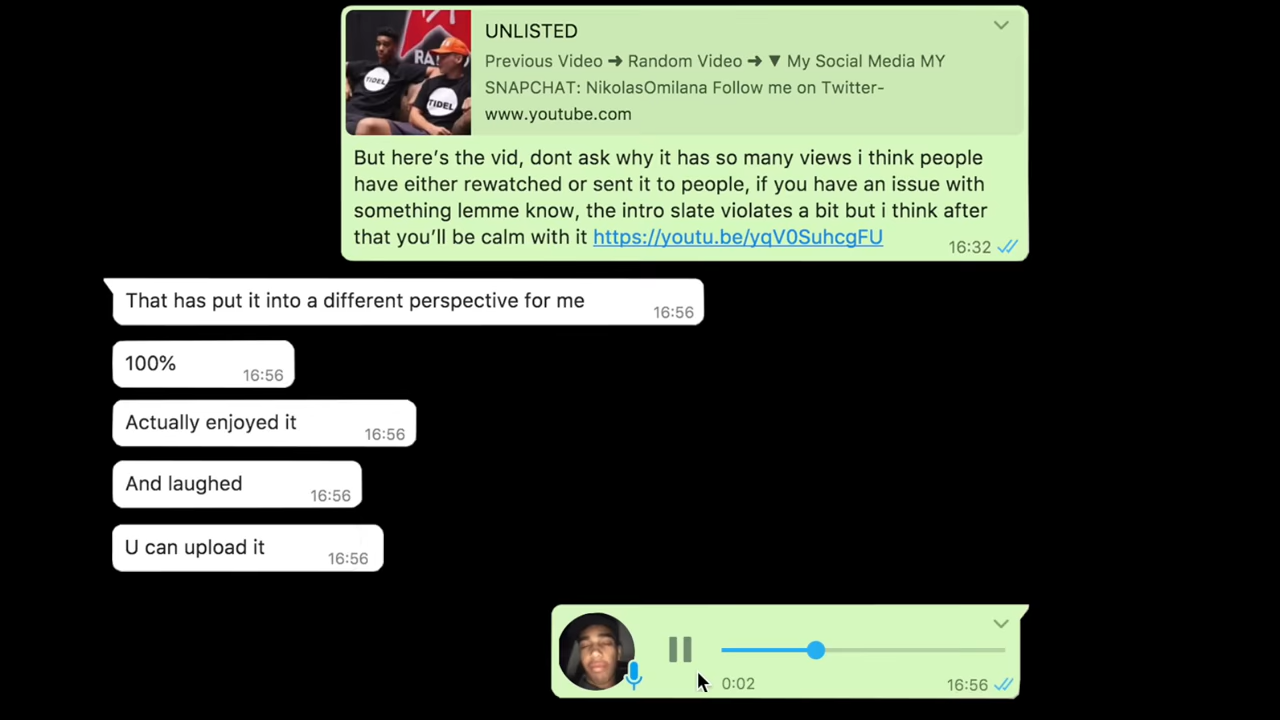 UNLISTED
Previous Video ➜ Random Video ➜ ▼ My Social Media MY
SNAPCHAT: NikolasOmilana Follow me on Twitter-
www.youtube.com
TIDEL
TIDEL
But here's the vid, dont ask why it has so many views i think people
have either rewatched or sent it to people, if you have an issue with
something lemme know, the intro slate violates a bit but i think after
that you'll be calm with it https://youtu.be/yqV0SuhcgFU
16:32
That has put it into a different perspective for me
16:56
100%
16:56
Actually enjoyed it
16:56
And laughed
16:56
U can upload it
16:56
0:02
16:56